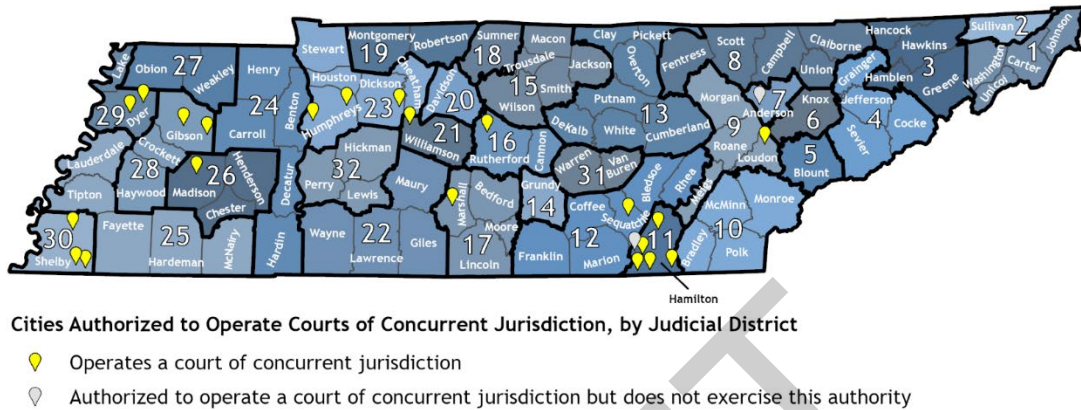 Stewart
Montgomery
19
Robertson
Sumner
18
Macon
Trousdale
15
Smith
Wilson
Jackson
Clay
Pickett
Overton
Fentress
Scott
8
Campbell
Claiborne
Union
Hancock
Hawkins
3
Greene
Hamblen
Grainger
Sullivan
2
Johnson
1
Carter
Washington
Unicoi
Lake
Obion
27
Weakley
Henry
24
Carroll
Benton
Decatur
Hardin
Houston
Dickson
23
Humphreys
Cheatham
Davidson
20
21
Williamson
16
Rutherford
Cannon
Putnam
13
DeKalb
White
Cumberland
Morgan
9
Roane
Loudon
Anderson
7
Knox
6
5
Blount
Jefferson
4
Sevier
Cocke
29
Dyer
Gibson
Lauderdale
Crockett
28
Haywood
Tipton
Madison
26
Henderson
Chester
30
Shelby
Fayette
25
Hardeman
McNairy
Hickman
32
Perry
Lewis
Maury
Wayne
22
Lawrence
Giles
Marshall
Bedford
Moore
17
Lincoln
Grundy
14
Coffee
Franklin
12
Marion
Warren
31
Van
Buren
Bledsoe
Sequatchie
Rhea
Meigs
11
Hamilton
McMinn
Monroe
10
Bradley
Polk
Cities Authorized to Operate Courts of Concurrent Jurisdiction, by Judicial District
Operates a court of concurrent jurisdiction
Authorized to operate a court of concurrent jurisdiction but does not exercise this authority